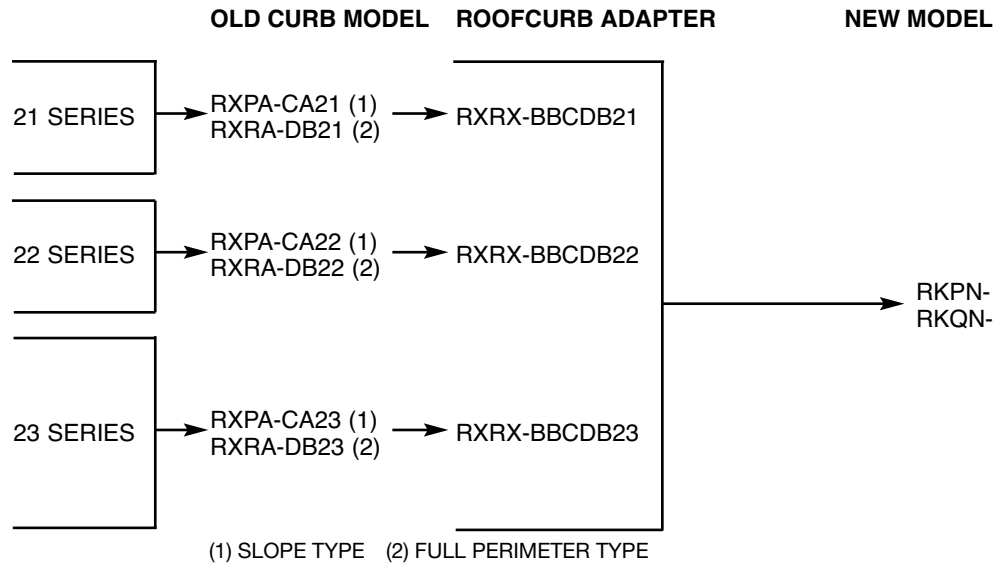 OLD CURB MODEL ROOFCURB ADAPTER NEW MODEL
21 SERIES
RXPA-CA21 (1)
RXRA-DB21 (2)
RXRX-BBCDB21
22 SERIES
RXPA-CA22 (1)
RXRA-DB22 (2)
RXRX-BBCDB22
RKPN-
RKQN-
23 SERIES
RXPA-CA23 (1)
RXRA-DB23 (2)
RXRX-BBCDB23
(1) SLOPE TYPE (2) FULL PERIMETER TYPE